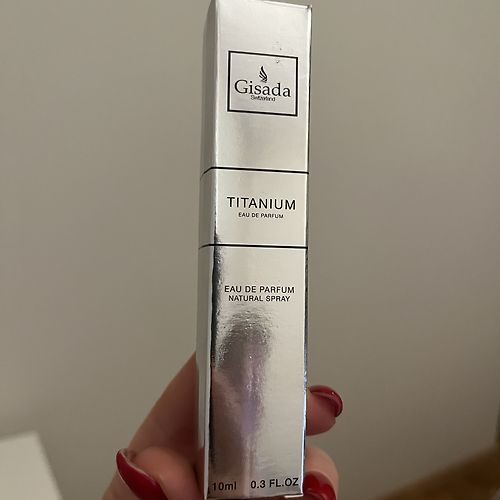 Gisada
Switzerland
TITANIUM
EAU DE PARFUM
EAU DE PARFUM
NATURAL SPRAY
10ml 0.3 FL.OZ